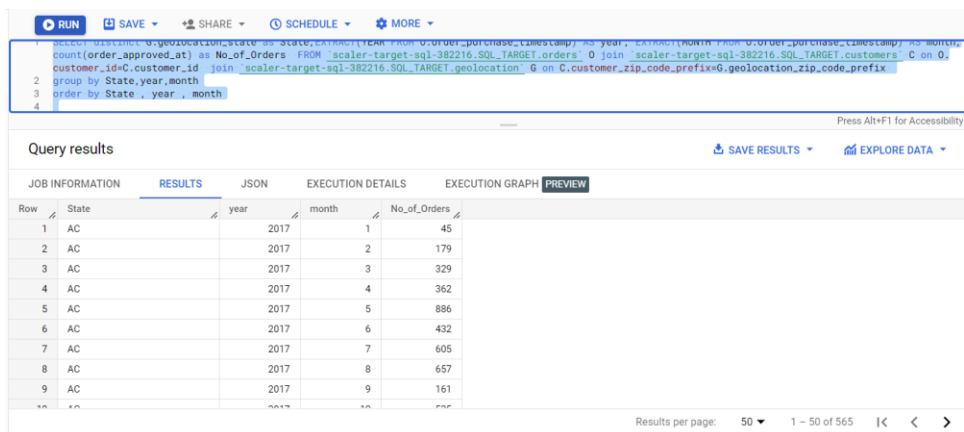 RUN SAVE SHARE SCHEDULE MORE
1 SELECT distinct G.geolocation_state as State,EXTRACT(YEAR FROM O.order_purchase_timestamp) AS year, EXTRACT(MONTH FROM O.order_purchase_timestamp) AS month,
count(order_approved_at) as No_of_Orders FROM `scaler-target-sql-382216.SQL_TARGET.orders` O join `scaler-target-sql-382216.SQL_TARGET.customers` C on O.
customer_id=C.customer_id join `scaler-target-sql-382216.SQL_TARGET.geolocation` G on C.customer_zip_code_prefix=G.geolocation_zip_code_prefix
2 group by State,year,month
3 order by State , year , month
4
Press Alt+F1 for Accessibility
Query results SAVE RESULTS EXPLORE DATA
JOB INFORMATION RESULTS JSON EXECUTION DETAILS EXECUTION GRAPH PREVIEW
Row State year month No_of_Orders
1 AC 2017 1 45
2 AC 2017 2 179
3 AC 2017 3 329
4 AC 2017 4 362
5 AC 2017 5 886
6 AC 2017 6 432
7 AC 2017 7 605
8 AC 2017 8 657
9 AC 2017 9 161
Results per page: 50 1 – 50 of 565